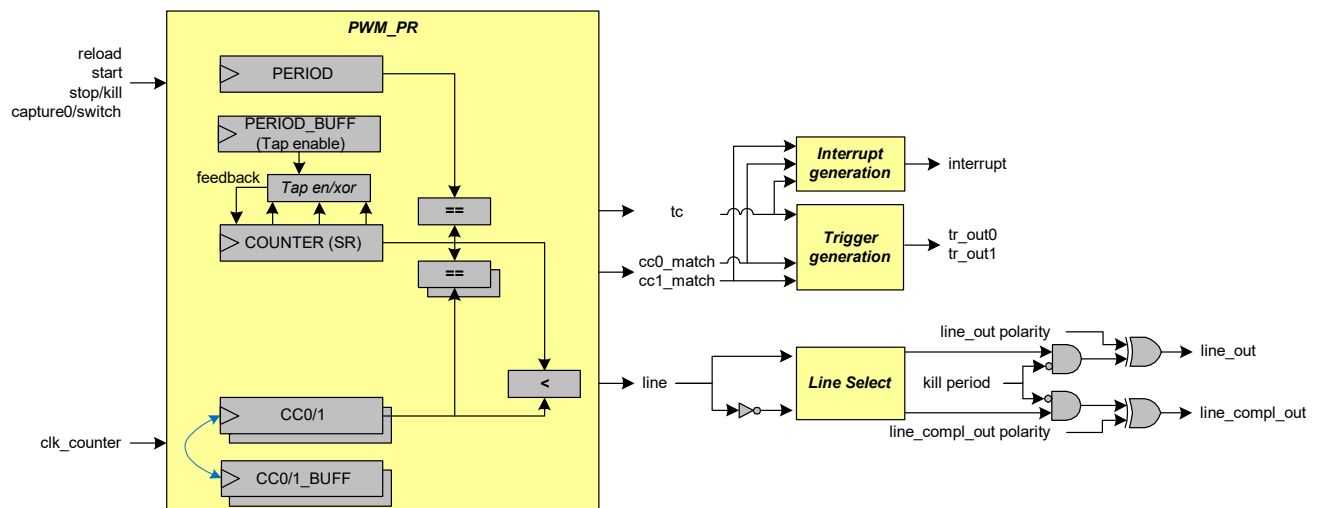 PWM_PR
reload
start
stop/kill
capture0/switch
PERIOD
PERIOD_BUFF
(Tap enable)
feedback
Tap en/xor
==
COUNTER (SR)
==
<
CC0/1
clk_counter
CC0/1_BUFF
tc
cc0_match
cc1_match
Interrupt
generation
interrupt
Trigger
generation
tr_out0
tr_out1
line
Line Select
line_out polarity
kill period
line_compl_out polarity
line_out
line_compl_out